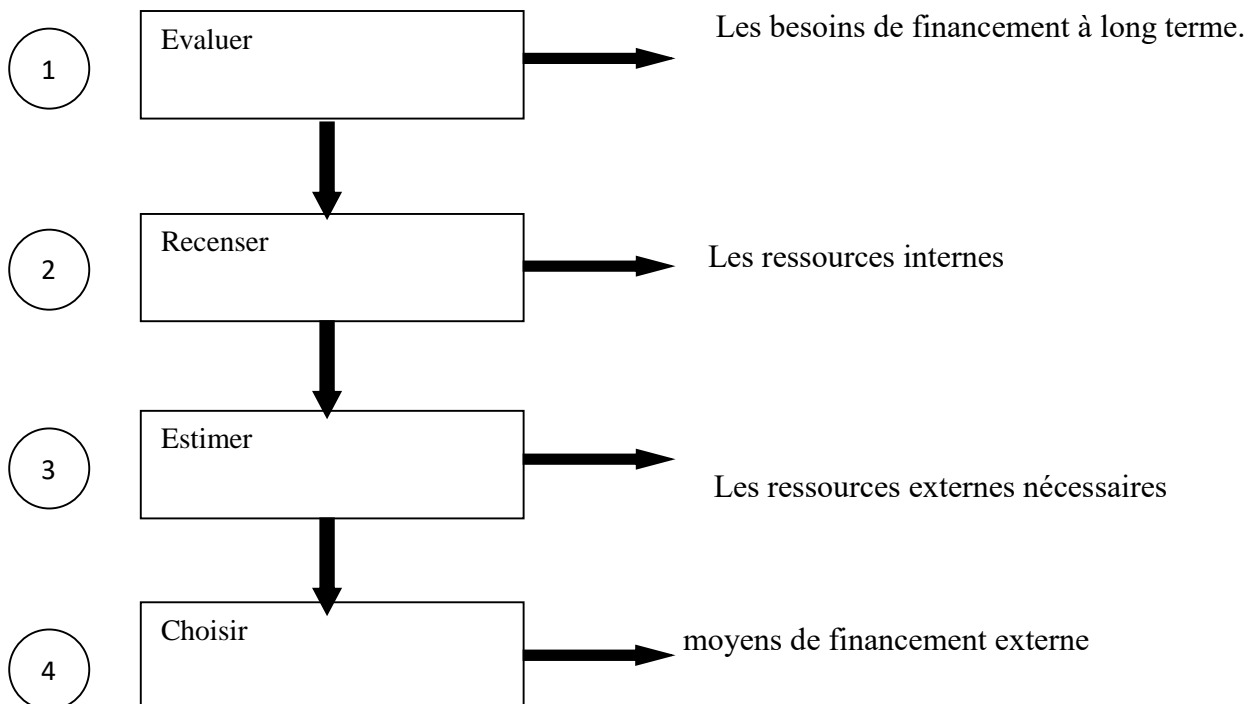 1
Evaluer
Les besoins de financement à long terme.
2
Recenser
Les ressources internes
3
Estimer
Les ressources externes nécessaires
4
Choisir
moyens de financement externe